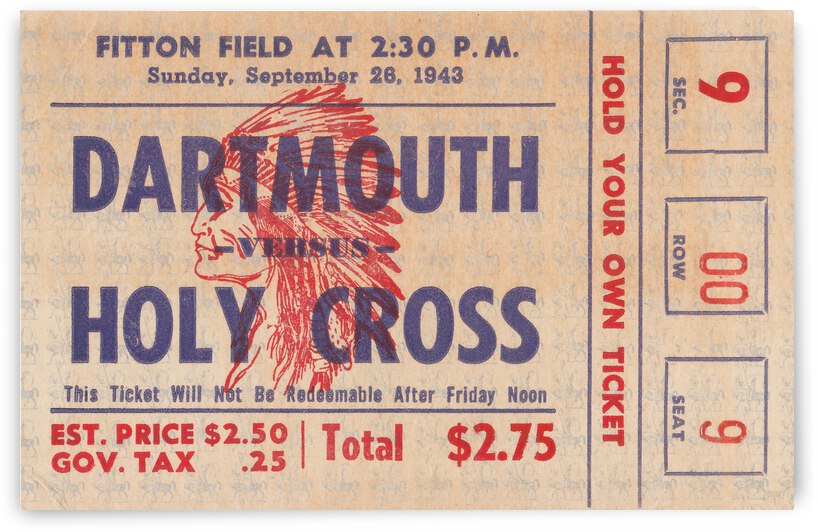 FITTON FIELD AT 2:30 P.M.
Sunday, September 26, 1943
DARTMOUTH
–VERSUS–
HOLY CROSS
This Ticket Will Not Be Redeemable After Friday Noon
EST. PRICE $2.50
GOV. TAX .25
Total $2.75
HOLD YOUR OWN TICKET
SEC. 9
ROW 00
SEAT 9